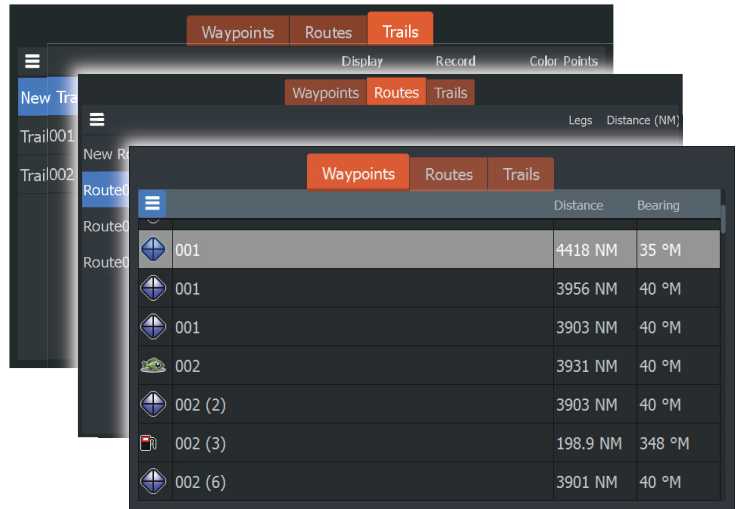 Waypoints Routes Trails
Display Record Color Points
New Tra
Trail001
Trail002
Waypoints Routes Trails
Legs Distance (NM)
New Ro
Route0
Route0
Route0
Waypoints Routes Trails
Distance Bearing
001 4418 NM 35 °M
001 3956 NM 40 °M
001 3903 NM 40 °M
002 3931 NM 40 °M
002 (2) 3903 NM 40 °M
002 (3) 198.9 NM 348 °M
002 (6) 3901 NM 40 °M